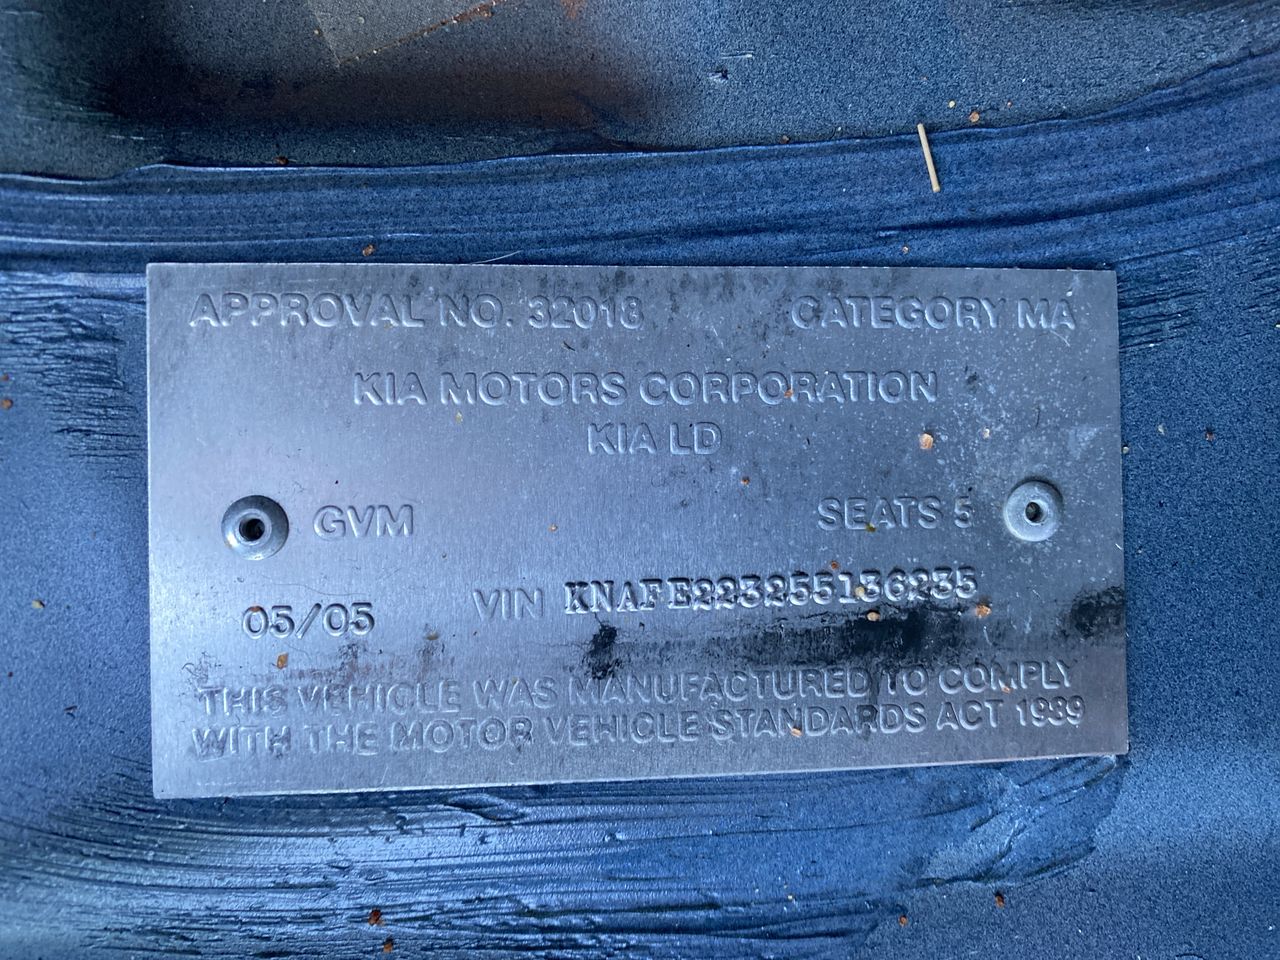 APPROVAL NO. 32018 CATEGORY MA
KIA MOTORS CORPORATION
KIA LD
GVM SEATS 5
05/05 VIN KNAFE223255136235
THIS VEHICLE WAS MANUFACTURED TO COMPLY
WITH THE MOTOR VEHICLE STANDARDS ACT 1989